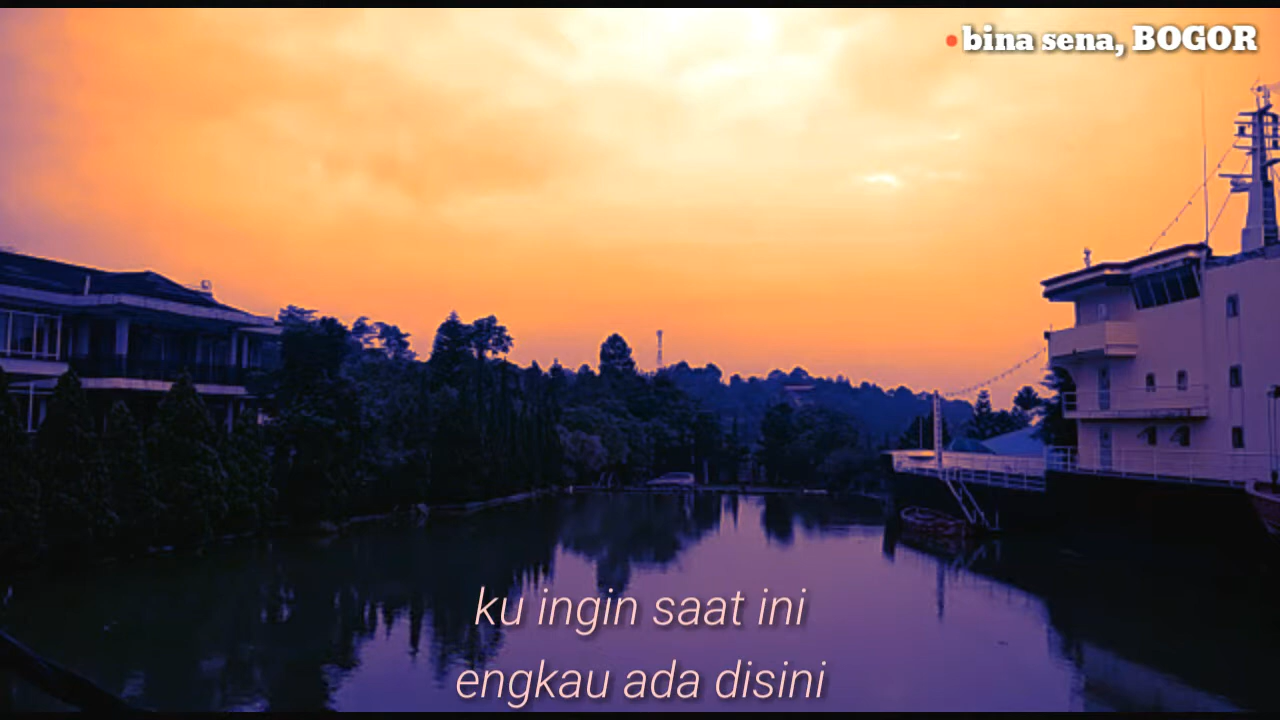 bina sena, BOGOR
ku ingin saat ini
engkau ada disini